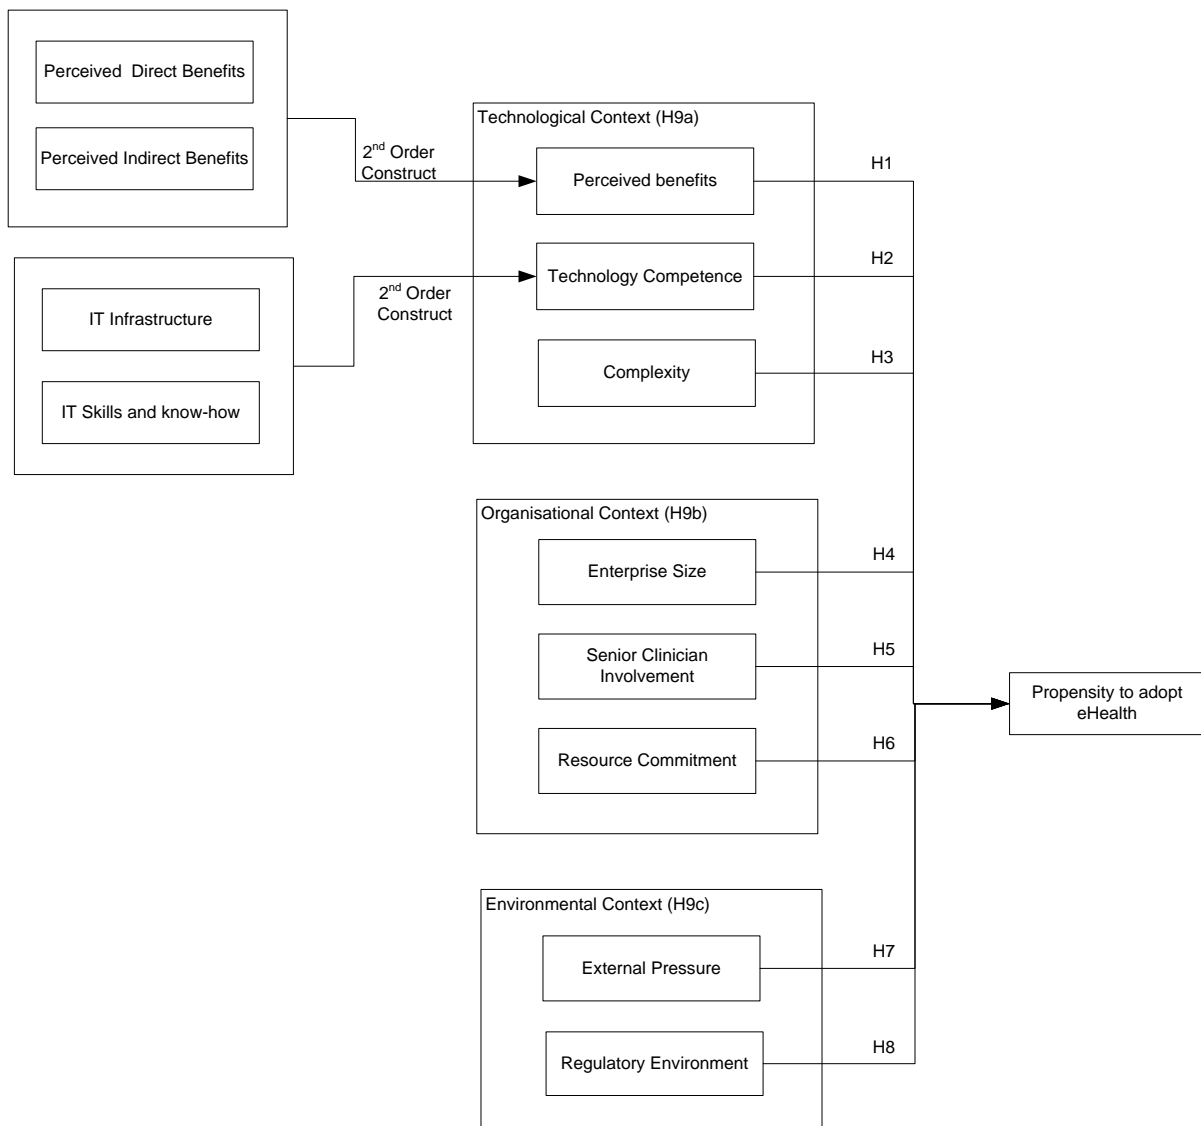 Perceived Direct Benefits
Perceived Indirect Benefits
2nd Order
Construct
IT Infrastructure
IT Skills and know-how
2nd Order
Construct
Technological Context (H9a)
Perceived benefits
H1
Technology Competence
H2
Complexity
H3
Organisational Context (H9b)
Enterprise Size
H4
Senior Clinician
Involvement
H5
Resource Commitment
H6
Environmental Context (H9c)
External Pressure
H7
Regulatory Environment
H8
Propensity to adopt
eHealth